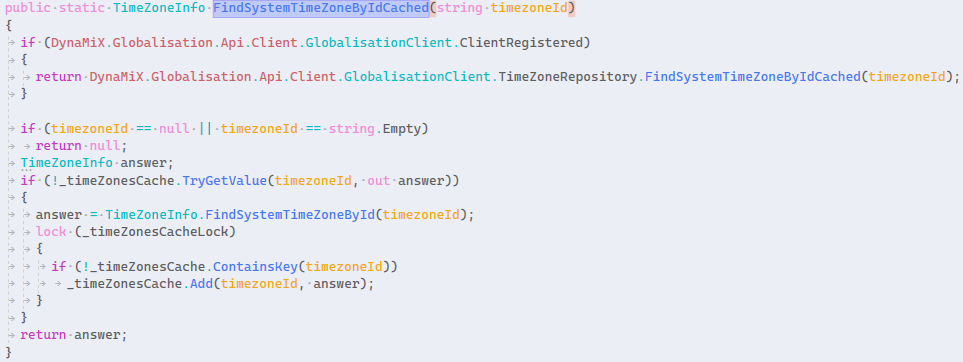 public static TimeZoneInfo FindSystemTimeZoneByIdCached(string timezoneId)
{
if (DynaMiX.Globalisation.Api.Client.GlobalisationClient.ClientRegistered)
{
return DynaMiX.Globalisation.Api.Client.GlobalisationClient.TimeZoneRepository.FindSystemTimeZoneByIdCached(timezoneId);
}
if (timezoneId == null || timezoneId == string.Empty)
return null;
TimeZoneInfo answer;
if (!_timeZonesCache.TryGetValue(timezoneId, out answer))
{
answer = TimeZoneInfo.FindSystemTimeZoneById(timezoneId);
lock (_timeZonesCacheLock)
{
if (!_timeZonesCache.ContainsKey(timezoneId))
_timeZonesCache.Add(timezoneId, answer);
}
}
return answer;
}